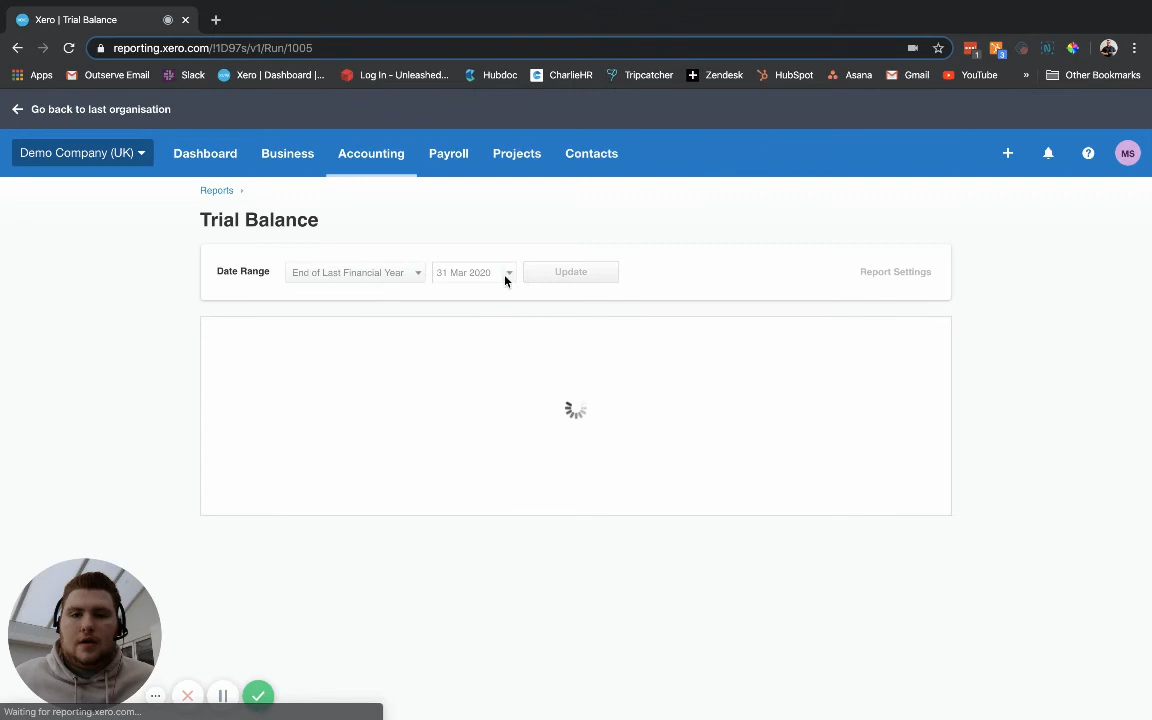 Xero | Trial Balance
reporting.xero.com/!1D97s/v1/Run/1005
1
3
Apps
Outserve Email
Slack
Xero | Dashboard |...
Log In - Unleashed...
Hubdoc
CharlieHR
Tripcatcher
Zendesk
HubSpot
Asana
Gmail
YouTube
»
Other Bookmarks
Go back to last organisation
Demo Company (UK)
Dashboard
Business
Accounting
Payroll
Projects
Contacts
MS
Reports
Trial Balance
Date Range
End of Last Financial Year
31 Mar 2020
Update
Report Settings
Waiting for reporting.xero.com...